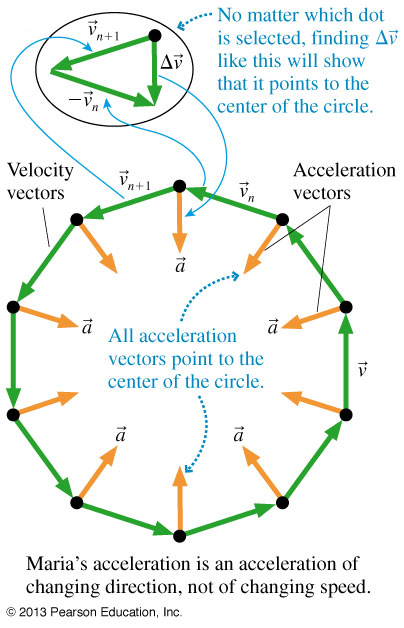 No matter which dot
is selected, finding Δv⃗
like this will show
that it points to the
center of the circle.
v⃗ₙ₊₁
Δv⃗
−v⃗ₙ
Velocity
vectors
v⃗ₙ₊₁
v⃗ₙ
Acceleration
vectors
a⃗
a⃗
a⃗
v⃗
All acceleration
vectors point to the
center of the circle.
a⃗
a⃗
Maria’s acceleration is an acceleration of
changing direction, not of changing speed.
© 2013 Pearson Education, Inc.